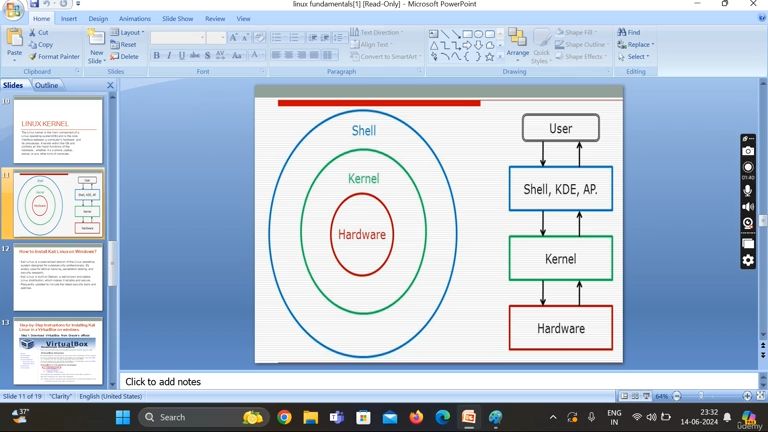 linux fundamentals[1] [Read-Only] - Microsoft PowerPoint
Home Insert Design Animations Slide Show Review View
Paste
Cut
Copy
Format Painter
Clipboard
New
Slide
Layout
Reset
Delete
Slides
Font
Text Direction
Align Text
Convert to SmartArt
Paragraph
Arrange
Quick
Styles
Shape Fill
Shape Outline
Shape Effects
Drawing
Find
Replace
Select
Editing
Slides Outline
10
LINUX KERNEL
11
12
How to Install Kali Linux on Windows?
13
Step-by-Step Instructions for Installing Kali
Linux in a VirtualBox on windows.
VirtualBox
Shell
Kernel
Hardware
User
Shell, KDE, AP.
Kernel
Hardware
01:40
Click to add notes
Slide 11 of 19 "Clarity" English (United States)
64%
37°
Search
ENG
IN
23:32
14-06-2024
ûdemy